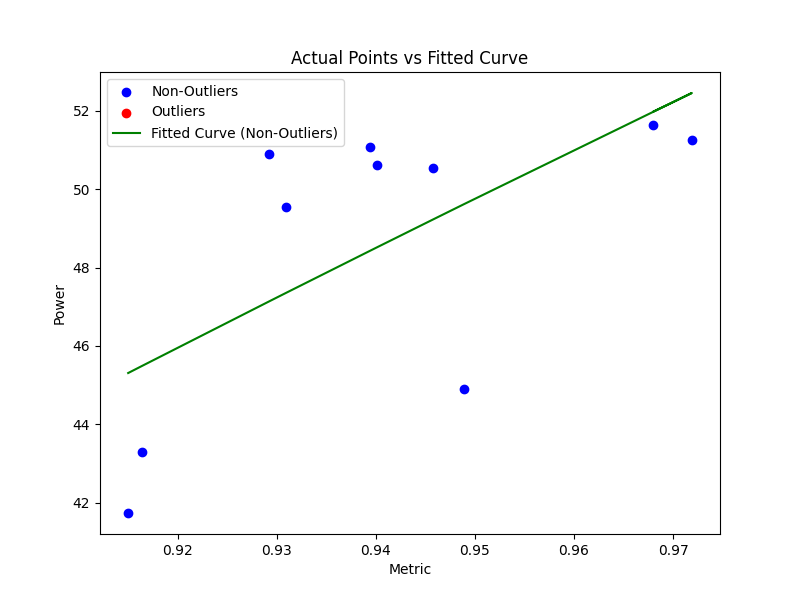 Actual Points vs Fitted Curve
Non-Outliers
Outliers
Fitted Curve (Non-Outliers)
52
50
48
46
44
42
Power
0.92 0.93 0.94 0.95 0.96 0.97
Metric